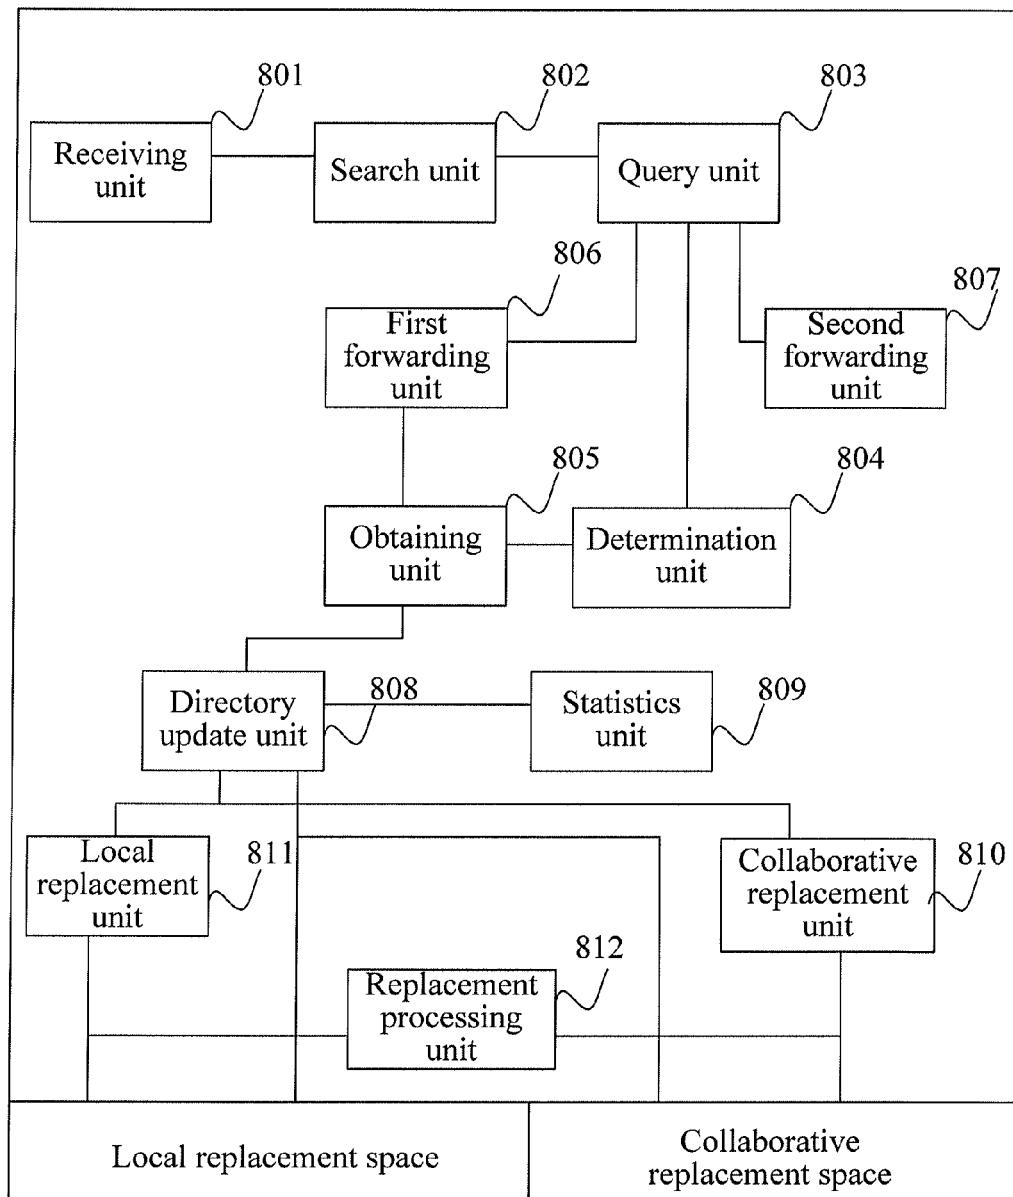 801
802
803
Receiving
unit
Search unit
Query unit
806
807
First
forwarding
unit
Second
forwarding
unit
805
804
Obtaining
unit
Determination
unit
Directory
update unit
808
Statistics
unit
809
Local
replacement
unit
811
Collaborative
replacement
unit
810
812
Replacement
processing
unit
Local replacement space
Collaborative
replacement space